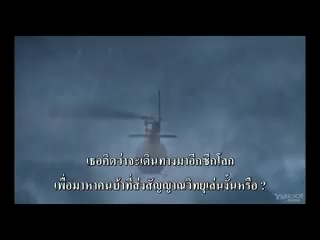 เธอคิดว่าจะเดินทางมาอีกซีกโลก
เพื่อมาหาคนบ้าที่ส่งสัญญาณวิทยุเล่นงั้นหรือ ?
YAHOO!